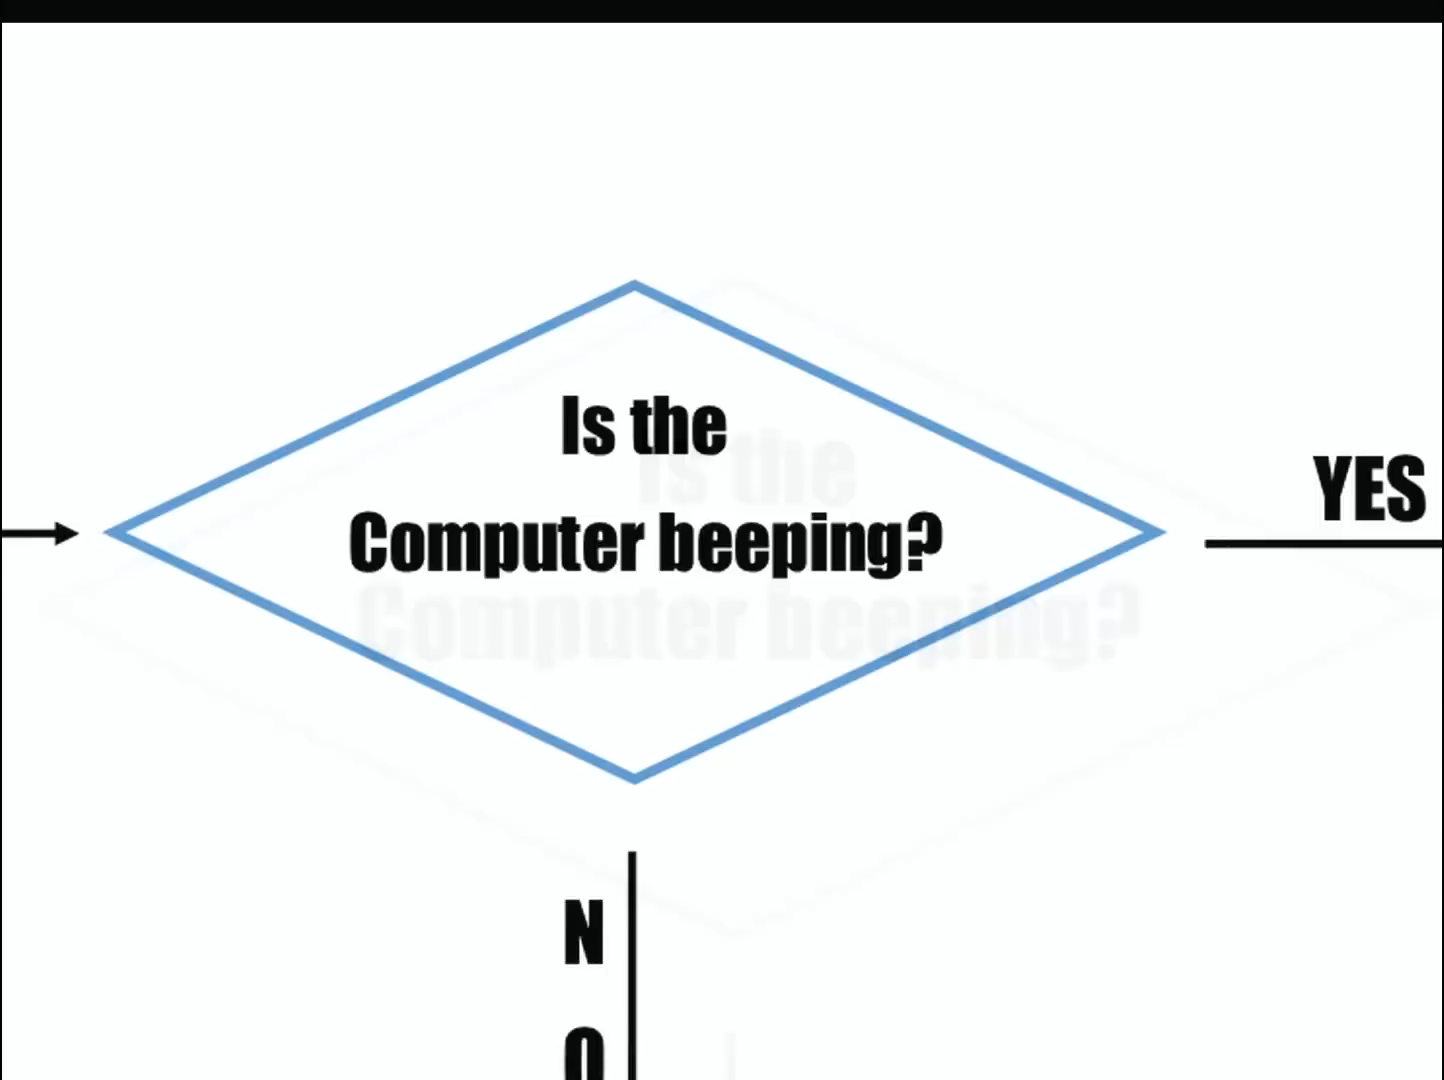 Is the
Computer beeping?
YES
N
O